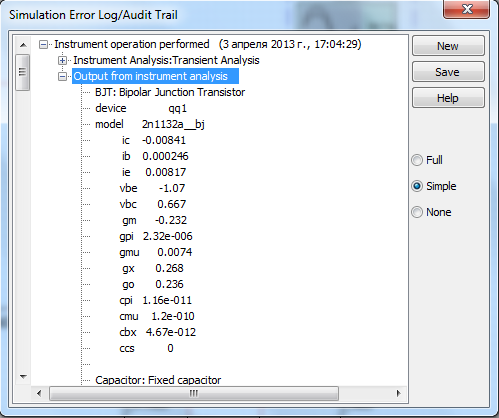 Simulation Error Log/Audit Trail
Instrument operation performed (3 апреля 2013 г., 17:04:29)
Instrument Analysis:Transient Analysis
Output from instrument analysis
BJT: Bipolar Junction Transistor
device qq1
model 2n1132a__bj
ic -0.00841
ib 0.000246
ie 0.00817
vbe -1.07
vbc 0.667
gm -0.232
gpi 2.32e-006
gmu 0.0074
gx 0.268
go 0.236
cpi 1.16e-011
cmu 1.2e-010
cbx 4.67e-012
ccs 0
Capacitor: Fixed capacitor
New
Save
Help
Full
Simple
None